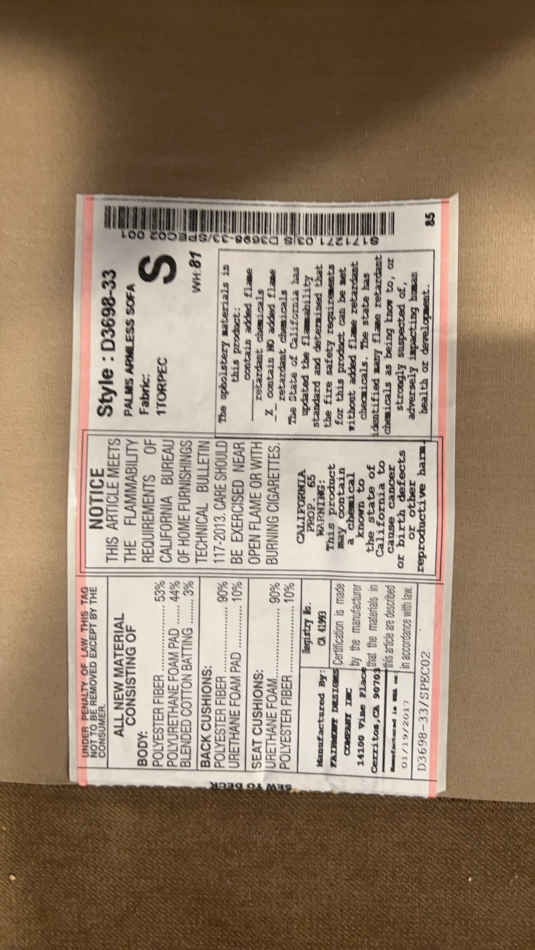 UNDER PENALTY OF LAW THIS TAG
NOT TO BE REMOVED EXCEPT BY THE
CONSUMER
ALL NEW MATERIAL
CONSISTING OF
BODY:
POLYESTER FIBER .......... 53%
POLYURETHANE FOAM PAD ...... 44%
BLENDED COTTON BATTING ....... 3%
BACK CUSHIONS:
POLYESTER FIBER .................. 90%
URETHANE FOAM PAD ............. 10%
SEAT CUSHIONS:
URETHANE FOAM ..................... 90%
POLYESTER FIBER .................. 10%
Registry No.
CA 41993
Manufactured By:
FAIRMONT DESIGNS
COMPANY INC
14100 Vine Place
Cerritos,CA 90703
Manufactured in
01/19/2017
Certification is made
by the manufacturer
that the materials in
this article are described
in accordance with law.
D3698-33/SPEC02
SEW TO DECK
NOTICE
THIS ARTICLE MEETS
THE FLAMMABILITY
REQUIREMENTS OF
CALIFORNIA BUREAU
OF HOME FURNISHINGS
TECHNICAL BULLETIN
117-2013. CARE SHOULD
BE EXERCISED NEAR
OPEN FLAME OR WITH
BURNING CIGARETTES.
CALIFORNIA
PROP. 65
WARNING:
This product
may contain
a chemical
known to
the state of
California to
cause cancer
or birth defects
or other
reproductive harm.
Style : D3698-33
PALMS ARMLESS SOFA
Fabric:
1TORPEC
S
WH:81
The upholstery materials in
this product:
contain added flame
retardant chemicals
X contain NO added flame
retardant chemicals
The State of California has
updated the flammability
standard and determined that
the fire safety requirements
for this product can be met
without added flame retardant
chemicals. The state has
identified many flame retardant
chemicals as being know to, or
strongly suspected of,
adversely impacting human
health or development.
S171271.03 S D3698-33/SPEC02 001
85